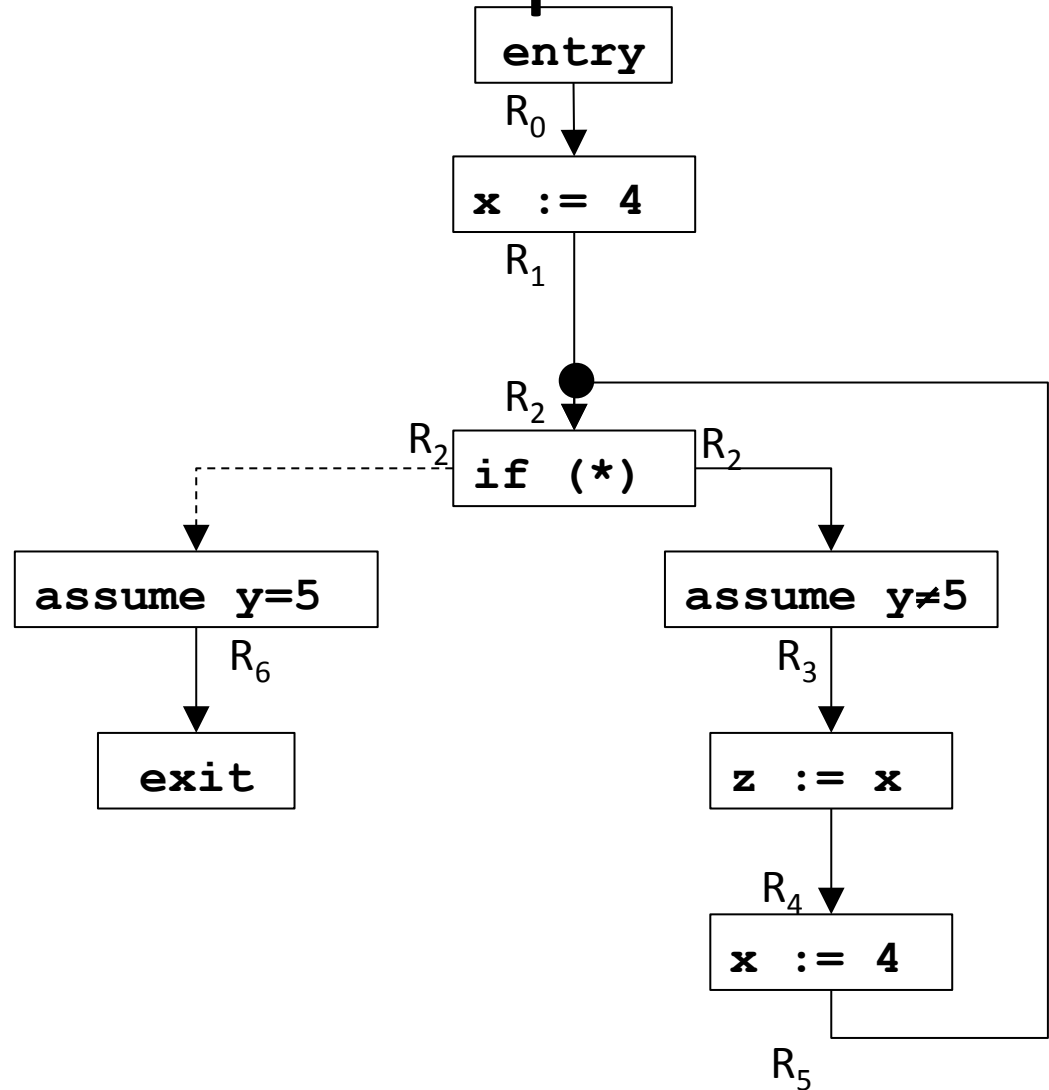 entry
R₀
x := 4
R₁
R₂
R₂
if (*)
R₂
assume y=5
assume y≠5
R₆
R₃
exit
z := x
R₄
x := 4
R₅